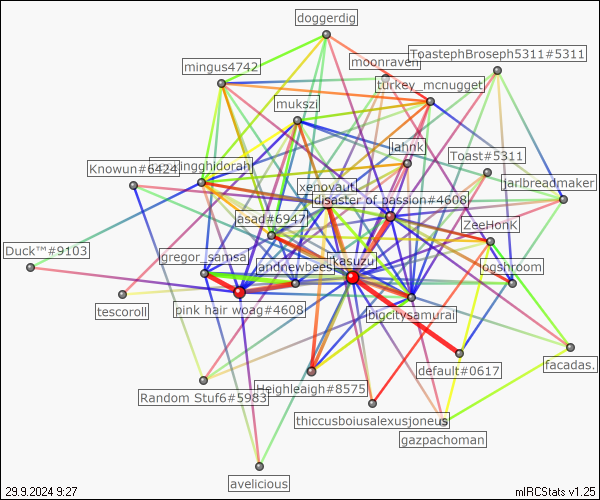 doggerdig
moonraven
ToastephBroseph5311#5311
mingus4742
turkey_mcnugget
mukszi
lahnk
Toast#5311
Knowun#6424
kingghidorah
xenovaut
jarlbreadmaker
disaster of passion#4608
asad#6947
ZeeHonK
Duck™#9103
gregor_samsa
kasuzu
andnewbees
logshroom
tescoroll
pink hair woag#4608
bigcitysamurai
facadas.
default#0617
Random Stuf6#5983
Heighleaigh#8575
thiccusboiusalexusjoneus
gazpachoman
avelicious
29.9.2024 9:27
mIRCStats v1.25